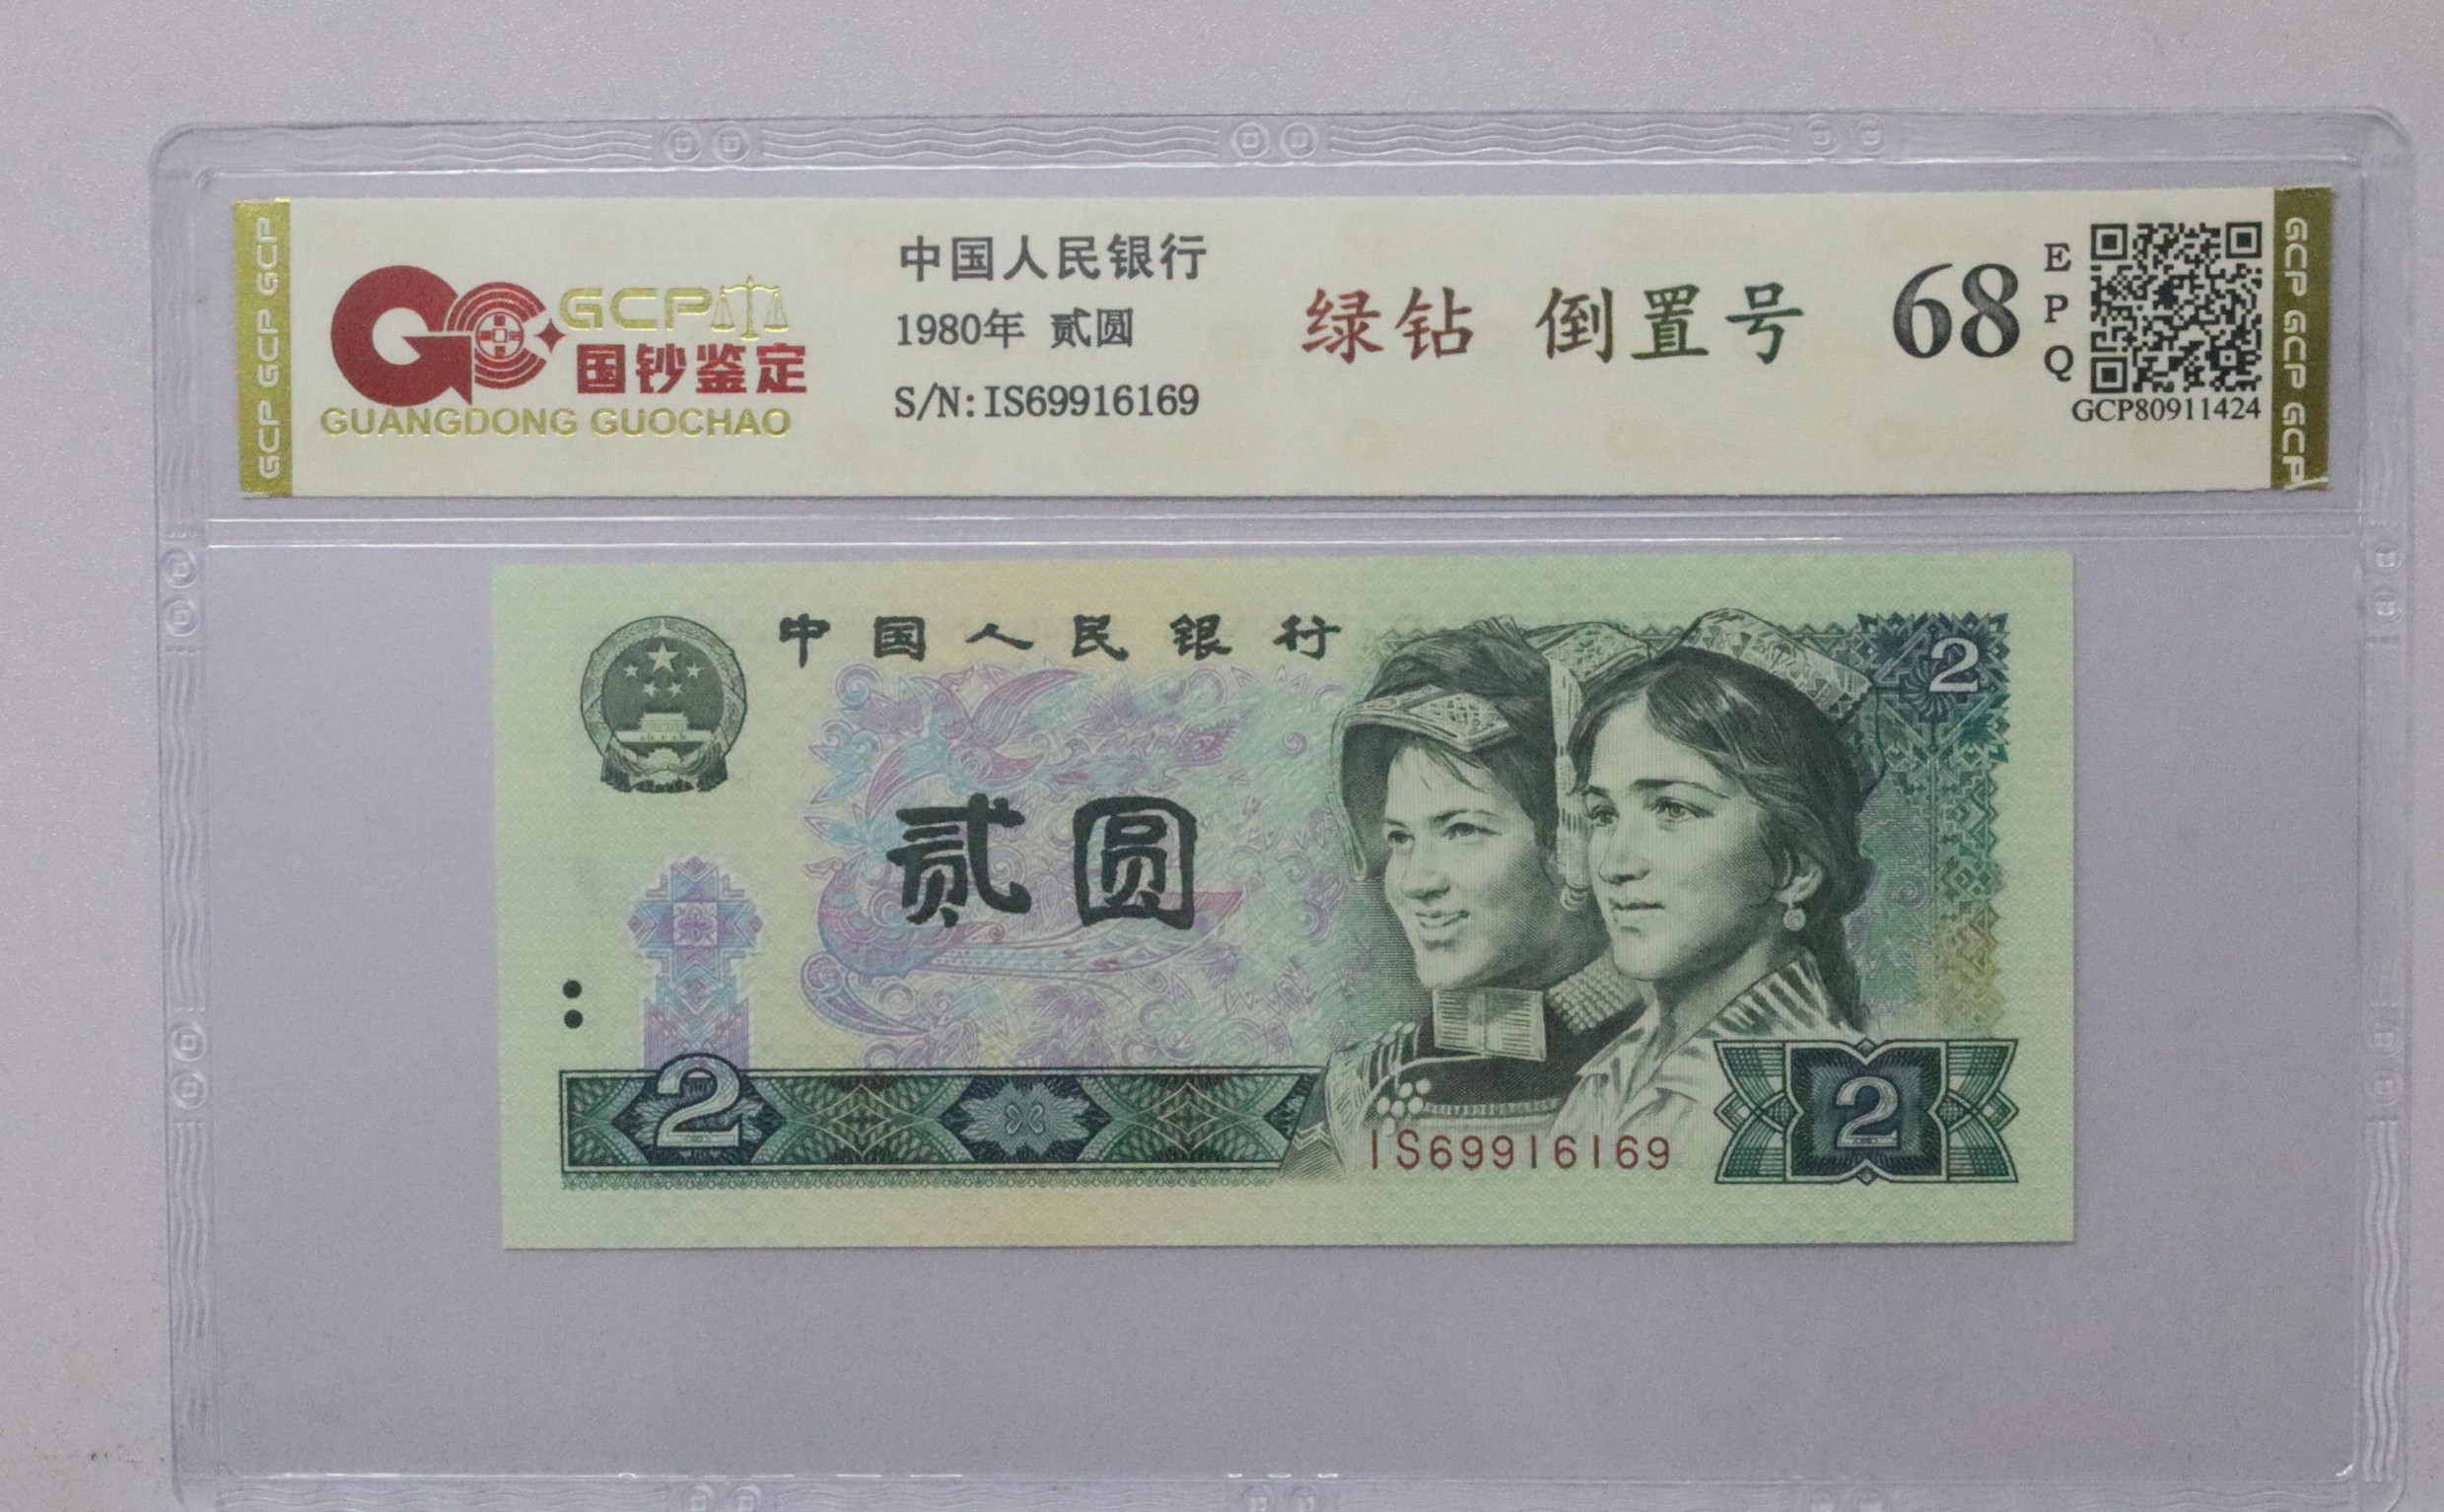 GCP GCP GCP
GCP
国钞鉴定
GUANGDONG GUOCHAO
中国人民银行
1980年 贰圆
S/N:IS69916169
绿钻 倒置号
68
EPQ
GCP80911424
GCP GCP GCP
中国人民银行
2
贰圆
2
IS69916169
2